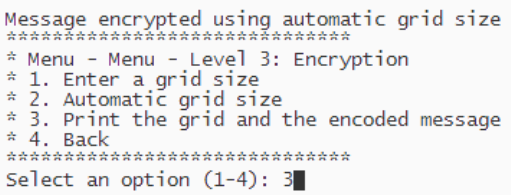 Message encrypted using automatic grid size
******************************
* Menu - Menu - Level 3: Encryption
* 1. Enter a grid size
* 2. Automatic grid size
* 3. Print the grid and the encoded message
* 4. Back
******************************
Select an option (1-4): 3